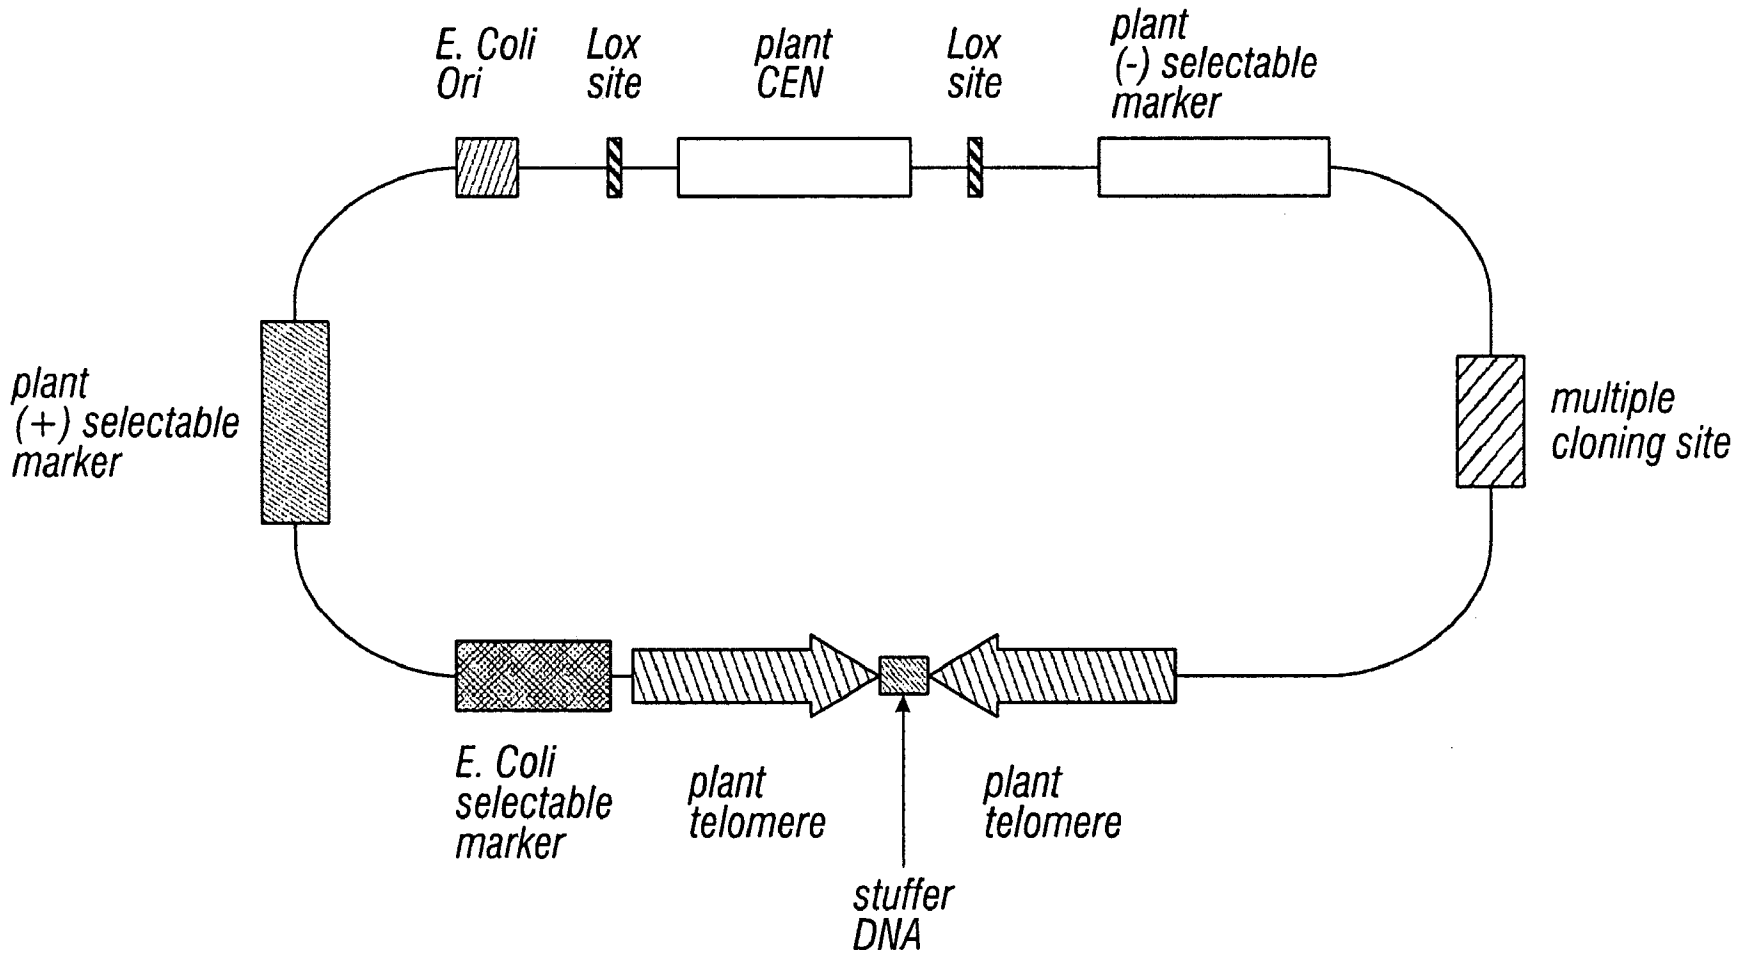 E. Coli
Ori
Lox
site
plant
CEN
Lox
site
plant
(-) selectable
marker
plant
(+) selectable
marker
multiple
cloning site
E. Coli
selectable
marker
plant
telomere
plant
telomere
stuffer
DNA